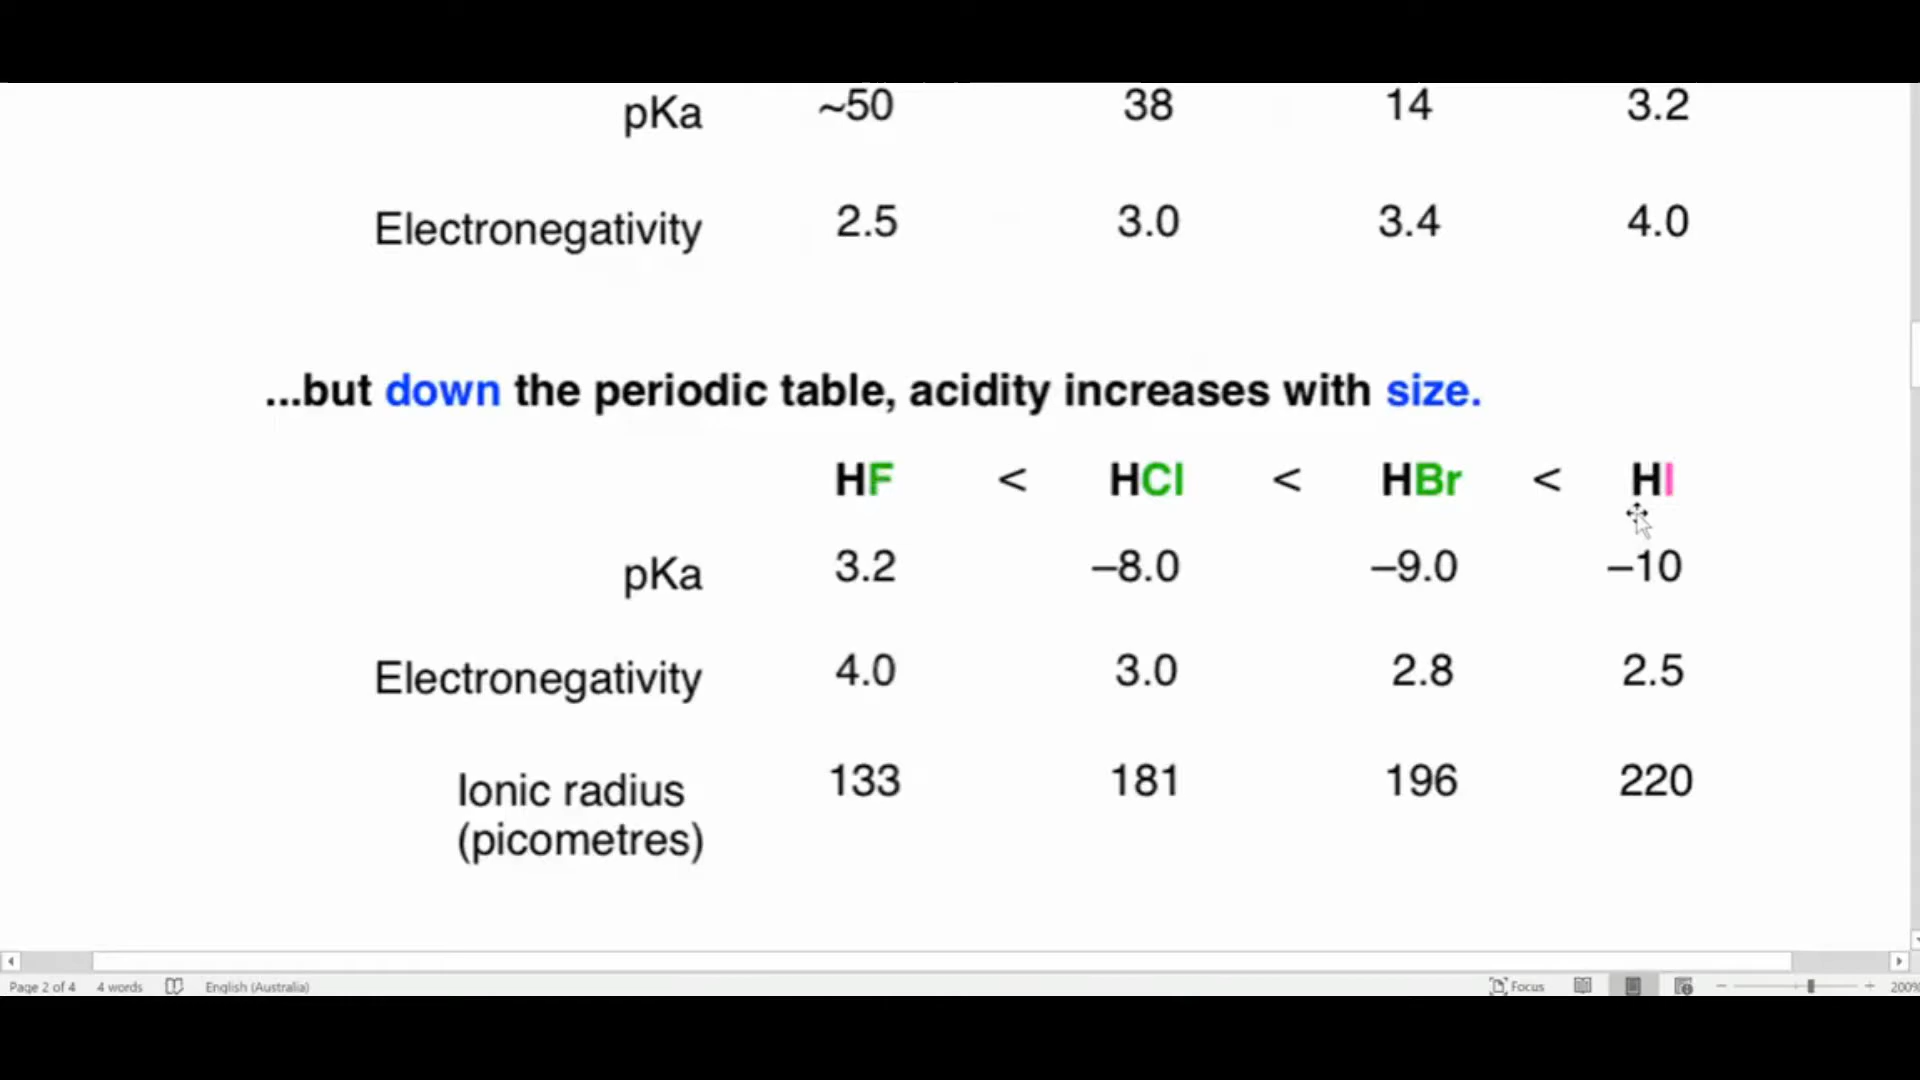 pKa ~50 38 14 3.2
Electronegativity 2.5 3.0 3.4 4.0
...but down the periodic table, acidity increases with size.
HF < HCl < HBr < HI
pKa 3.2 –8.0 –9.0 –10
Electronegativity 4.0 3.0 2.8 2.5
Ionic radius 133 181 196 220
(picometres)
Page 2 of 4 4 words English (Australia) Focus 200%